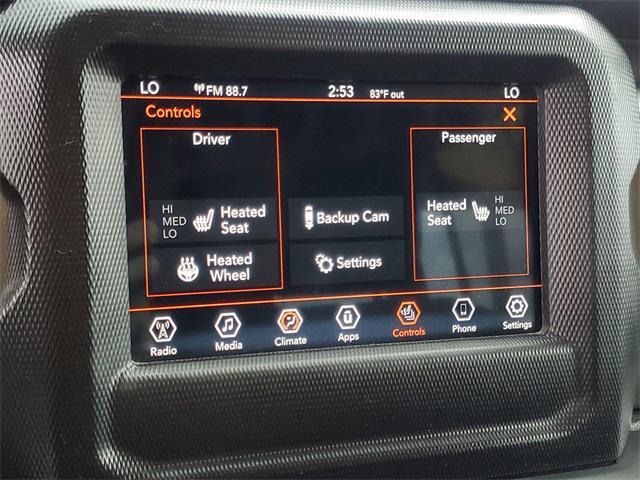 LO FM 88.7 2:53 83°F out LO
Controls
Driver
Passenger
HI
MED
LO
Heated
Seat
Backup Cam
Heated
Seat
HI
MED
LO
Heated
Wheel
Settings
Radio Media Climate Apps Controls Phone Settings